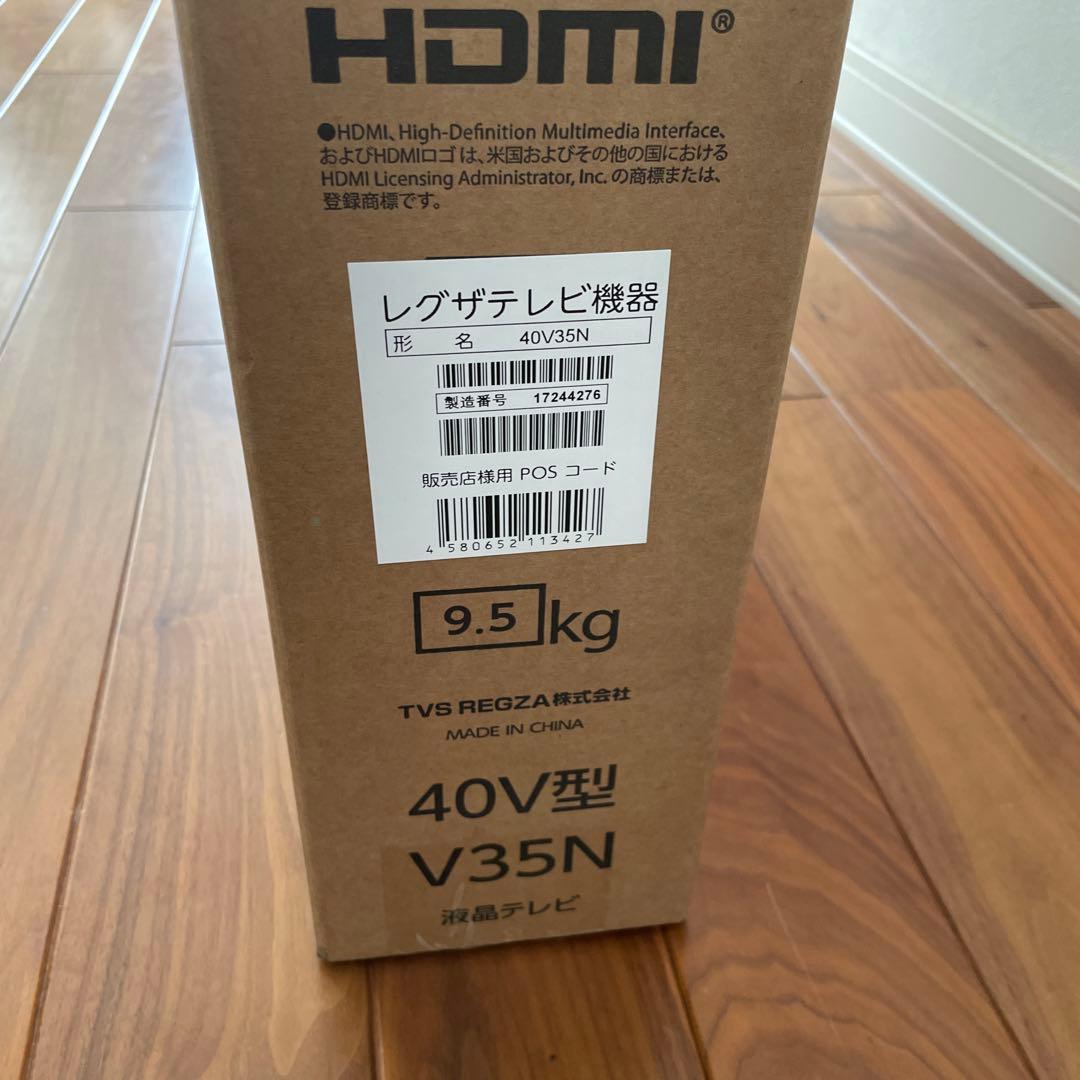 HDMI®
●HDMI、High-Definition Multimedia Interface、
およびHDMIロゴは、米国およびその他の国における
HDMI Licensing Administrator, Inc. の商標または、
登録商標です。
レグザテレビ機器
形 名 40V35N
製造番号 17244276
販売店様用 POS コード
4 580652 113427
9.5 kg
TVS REGZA株式会社
MADE IN CHINA
40V型
V35N
液晶テレビ